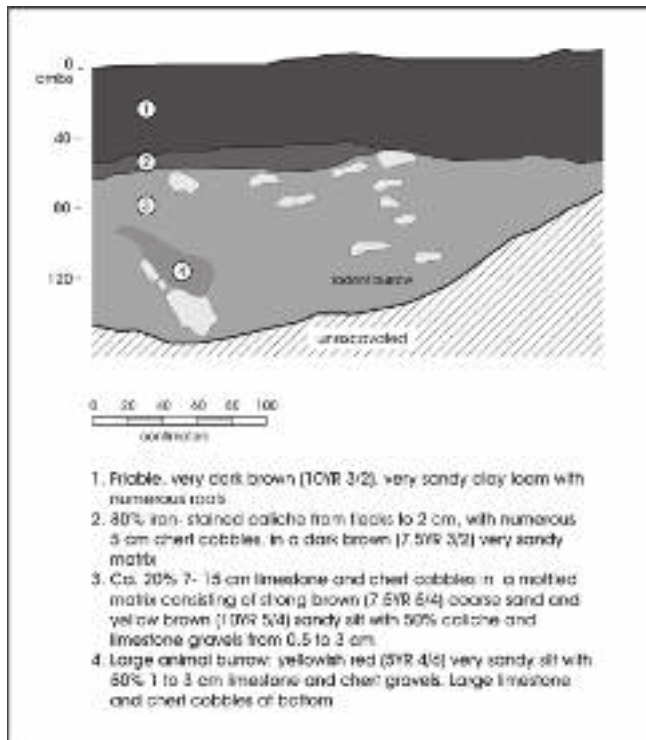 0
cmbs
40
80
120
1
2
3
4
rodent burrow
unexcavated
0 20 40 60 80 100
centimeters
1. Friable, very dark brown (10YR 3/2), very sandy clay loam with
numerous roots
2. 80% iron- stained caliche from flecks to 2 cm, with numerous
5 cm chert cobbles, in a dark brown (7.5YR 3/2) very sandy
matrix
3. Ca. 20% 7- 15 cm limestone and chert cobbles in a mottled
matrix consisting of strong brown (7.5YR 5/4) coarse sand and
yellow brown (10YR 5/4) sandy silt with 50% caliche and
limestone gravels from 0.5 to 3 cm
4. Large animal burrow; yellowish red (5YR 4/6) very sandy silt with
50% 1 to 3 cm limestone and chert gravels. Large limestone
and chert cobbles at bottom